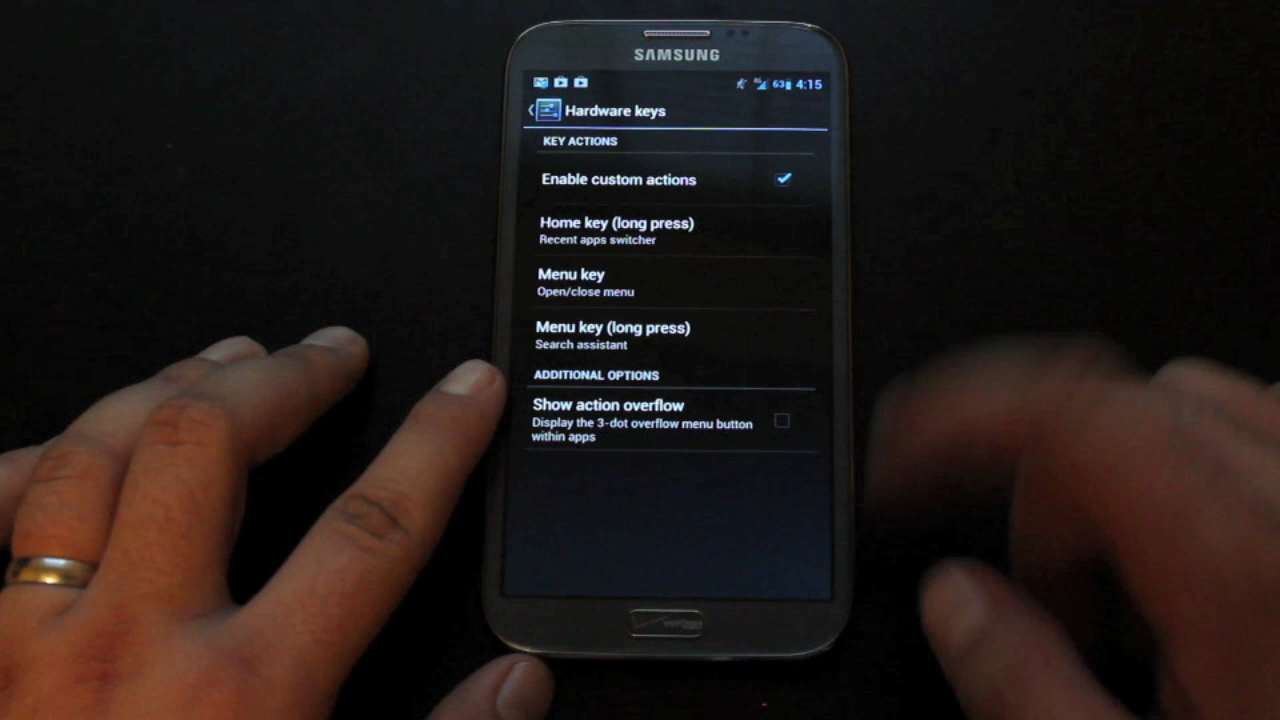 SAMSUNG
63 4:15
Hardware keys
KEY ACTIONS
Enable custom actions
Home key (long press)
Recent apps switcher
Menu key
Open/close menu
Menu key (long press)
Search assistant
ADDITIONAL OPTIONS
Show action overflow
Display the 3-dot overflow menu button
within apps
verizon